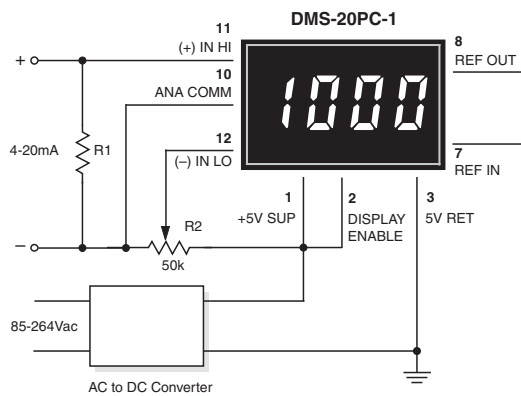 DMS-20PC-1
11
(+) IN HI
10
ANA COMM
12
(–) IN LO
8
REF OUT
7
REF IN
1000
+
4-20mA
R1
–
R2
50k
1
+5V SUP
2
DISPLAY
ENABLE
3
5V RET
85-264Vac
AC to DC Converter